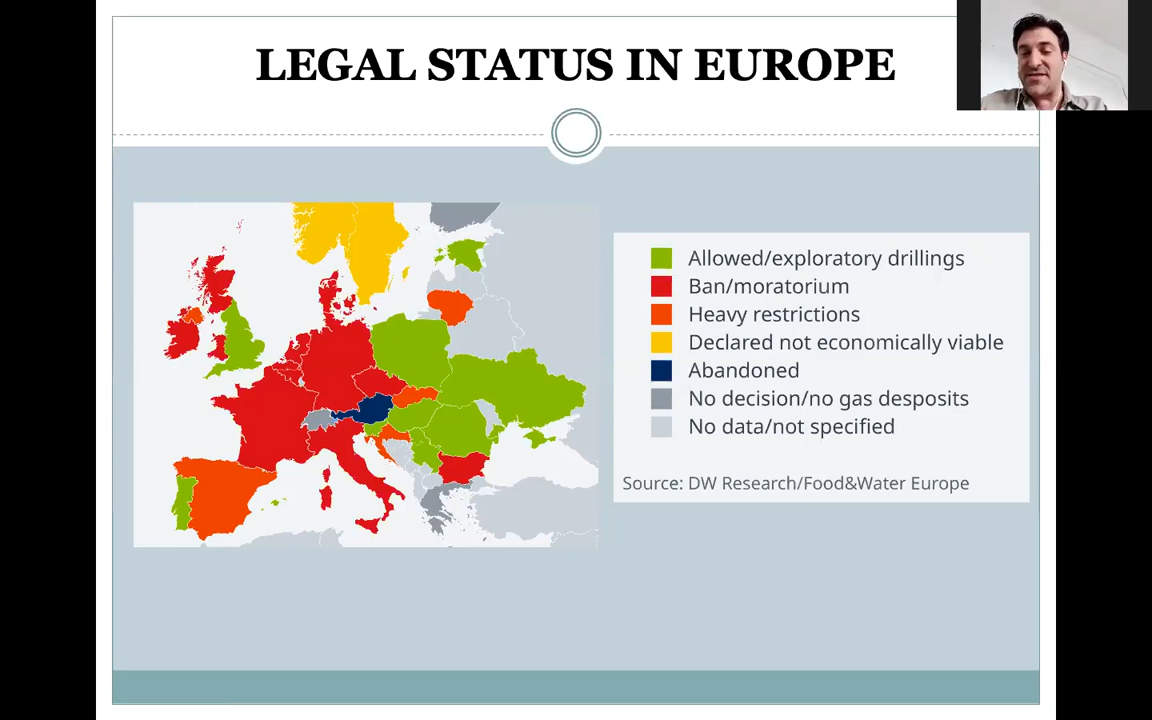 LEGAL STATUS IN EUROPE
Allowed/exploratory drillings
Ban/moratorium
Heavy restrictions
Declared not economically viable
Abandoned
No decision/no gas desposits
No data/not specified
Source: DW Research/Food&Water Europe